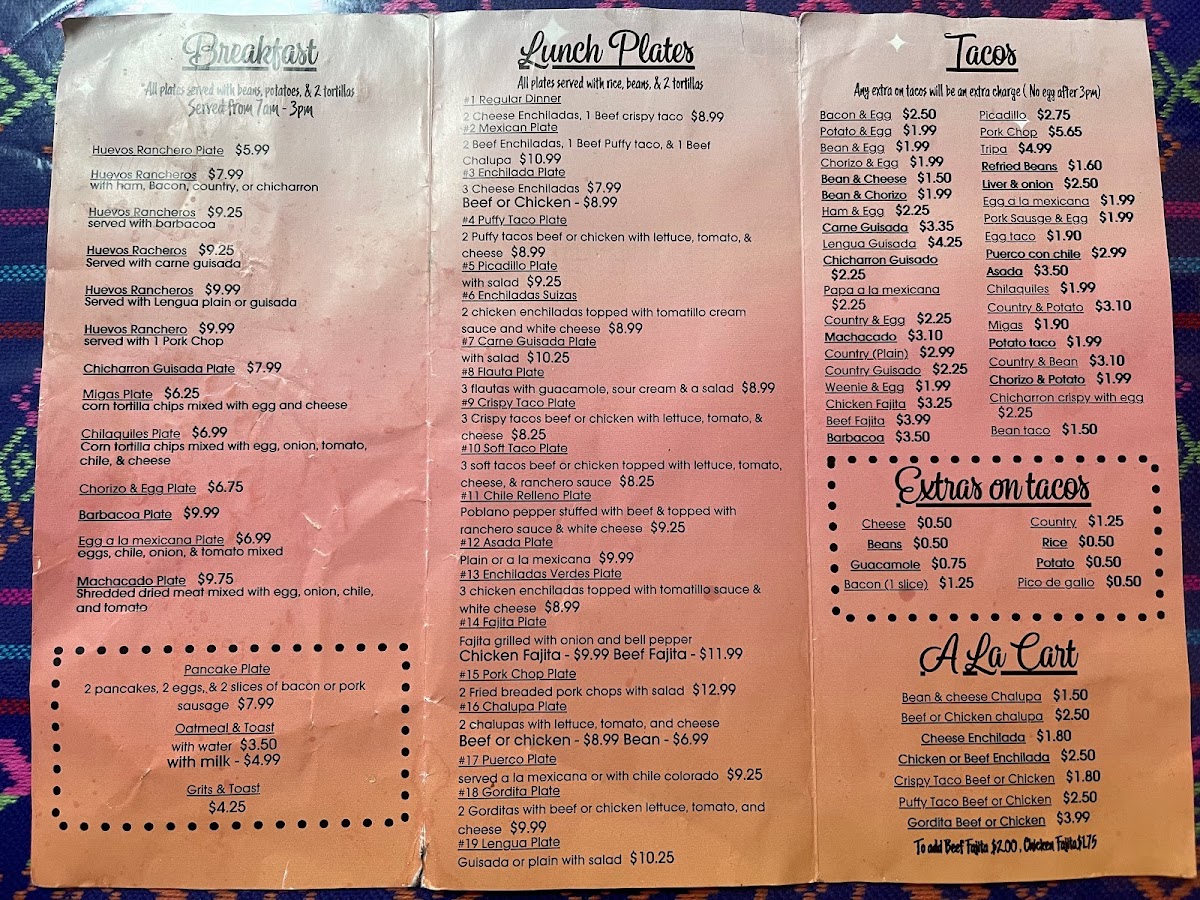 Breakfast
*All plates served with beans, potatoes, & 2 tortillas
Served from 7am - 3pm
Huevos Ranchero Plate $5.99
Huevos Rancheros $7.99
with ham, Bacon, country, or chicharron
Huevos Rancheros $9.25
served with barbacoa
Huevos Racheros $9.25
Served with carne guisada
Huevos Rancheros $9.99
Served with Lengua plain or guisada
Huevos Ranchero $9.99
served with 1 Pork Chop
Chicharron Guisada Plate $7.99
Migas Plate $6.25
corn tortilla chips mixed with egg and cheese
Chilaquiles Plate $6.99
Corn tortilla chips mixed with egg, onion, tomato,
chile, & cheese
Chorizo & Egg Plate $6.75
Barbacoa Plate $9.99
Egg a la mexicana Plate $6.99
eggs, chile, onion, & tomato mixed
Machacado Plate $9.75
Shredded dried meat mixed with egg, onion, chile,
and tomato
Pancake Plate
2 pancakes, 2 eggs, & 2 slices of bacon or pork
sausage $7.99
Oatmeal & Toast
with water $3.50
with milk - $4.99
Grits & Toast
$4.25
Lunch Plates
All plates served with rice, beans, & 2 tortillas
#1 Regular Dinner
2 Cheese Enchiladas, 1 Beef crispy taco $8.99
#2 Mexican Plate
2 Beef Enchiladas, 1 Beef Puffy taco, & 1 Beef
Chalupa $10.99
#3 Enchilada Plate
3 Cheese Enchiladas $7.99
Beef or Chicken - $8.99
#4 Puffy Taco Plate
2 Puffy tacos beef or chicken with lettuce, tomato, &
cheese $8.99
#5 Picadillo Plate
with salad $9.25
#6 Enchiladas Suizas
2 chicken enchiladas topped with tomatillo cream
sauce and white cheese $8.99
#7 Carne Guisada Plate
with salad $10.25
#8 Flauta Plate
3 flautas with guacamole, sour cream & a salad $8.99
#9 Crispy Taco Plate
3 Crispy tacos beef or chicken with lettuce, tomato, &
cheese $8.25
#10 Soft Taco Plate
3 soft tacos beef or chicken topped with lettuce, tomato,
cheese, & ranchero sauce $8.25
#11 Chile Relleno Plate
Poblano pepper stuffed with beef & topped with
ranchero sauce & white cheese $9.25
#12 Asada Plate
Plain or a la mexicana $9.99
#13 Enchiladas Verdes Plate
3 chicken enchiladas topped with tomatillo sauce &
white cheese $8.99
#14 Fajita Plate
Fajita grilled with onion and bell pepper
Chicken Fajita - $9.99 Beef Fajita - $11.99
#15 Pork Chop Plate
2 Fried breaded pork chops with salad $12.99
#16 Chalupa Plate
2 chalupas with lettuce, tomato, and cheese
Beef or chicken - $8.99 Bean - $6.99
#17 Puerco Plate
served a la mexicana or with chile colorado $9.25
#18 Gordita Plate
2 Gorditas with beef or chicken lettuce, tomato, and
cheese $9.99
#19 Lengua Plate
Guisada or plain with salad $10.25
Tacos
Any extra on tacos will be an extra charge ( No egg after 3pm)
Bacon & Egg $2.50
Potato & Egg $1.99
Bean & Egg $1.99
Chorizo & Egg $1.99
Bean & Cheese $1.50
Bean & Chorizo $1.99
Ham & Egg $2.25
Carne Guisada $3.35
Lengua Guisada $4.25
Chicharron Guisado
$2.25
Papa a la mexicana
$2.25
Country & Egg $2.25
Machacado $3.10
Country (Plain) $2.99
Country Guisado $2.25
Weenie & Egg $1.99
Chicken Fajita $3.25
Beef Fajita $3.99
Barbacoa $3.50
Picadillo $2.75
Pork Chop $5.65
Tripa $4.99
Refried Beans $1.60
Liver & onion $2.50
Egg a la mexicana $1.99
Pork Sausge & Egg $1.99
Egg taco $1.90
Puerco con chile $2.99
Asada $3.50
Chilaquiles $1.99
Country & Potato $3.10
Migas $1.90
Potato taco $1.99
Country & Bean $3.10
Chorizo & Potato $1.99
Chicharron crispy with egg
$2.25
Bean taco $1.50
Extras on tacos
Cheese $0.50
Beans $0.50
Guacamole $0.75
Bacon (1 slice) $1.25
Country $1.25
Rice $0.50
Potato $0.50
Pico de gallo $0.50
A La Cart
Bean & cheese Chalupa $1.50
Beef or Chicken chalupa $2.50
Cheese Enchilada $1.80
Chicken or Beef Enchilada $2.50
Crispy Taco Beef or Chicken $1.80
Puffy Taco Beef or Chicken $2.50
Gordita Beef or Chicken $3.99
To add Beef Fajita $2.00 , Chicken Fajita $1.75